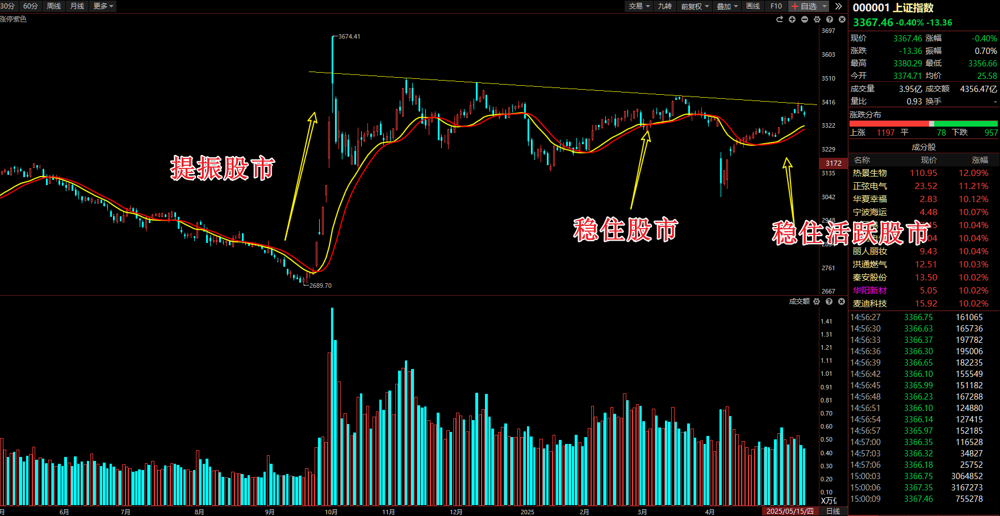 30分 60分 周线 月线 更多
交易 九转 前复权 叠加 画线 F10 +自选
涨停紫色
3674.41
2689.70
提振股市
稳住股市
稳住活跃股市
3697
3603
3510
3416
3322
3229
3172
3135
3042
2761
2667
成交额
1.41
1.31
1.21
1.11
1.01
0.91
0.81
0.70
0.60
0.50
0.40
0.30
0.20
0.10
X万亿
6月 7月 8月 9月 10月 11月 12月 2025 2月 3月 4月 2025/05/15/四 日线
000001 上证指数
3367.46 -0.40% -13.36
现价 3367.46 涨幅 -0.40%
涨跌 -13.36 振幅 0.70%
最高 3380.29 最低 3356.66
今开 3374.71 均价 25.58
成交量 3.95亿 成交额 4356.47亿
量比 0.93 换手 -
涨跌分布
上涨 1197 平 78 下跌 957
成分股
名称 现价 涨幅
热景生物 110.95 12.09%
正弦电气 23.52 11.21%
华夏幸福 2.83 10.12%
宁波海运 4.48 10.07%
10.04%
10.04%
丽人丽妆 9.43 10.04%
洪通燃气 12.51 10.03%
秦安股份 13.50 10.02%
华阳新材 5.05 10.02%
麦迪科技 15.92 10.02%
14:56:27 3366.75 161065
14:56:30 3366.63 165736
14:56:33 3366.37 197782
14:56:36 3366.30 195006
14:56:39 3366.65 182235
14:56:42 3366.10 155549
14:56:45 3365.99 151182
14:56:48 3366.23 167288
14:56:51 3366.10 124880
14:56:54 3366.14 127415
14:56:57 3365.97 152185
14:57:00 3366.35 116528
14:57:03 3366.32 34827
14:57:06 3366.18 25752
15:00:03 3366.75 3064852
15:00:06 3367.35 3167273
15:00:09 3367.46 755278